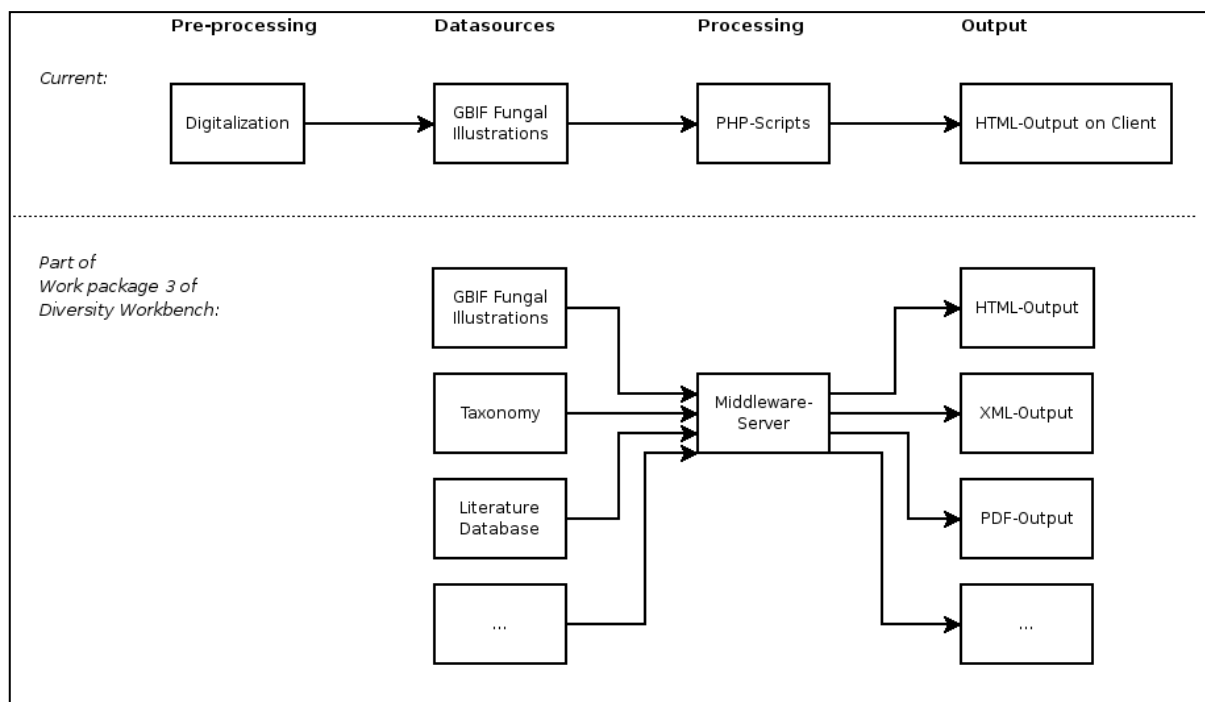 Pre-processing Datasources Processing Output
Current:
Digitalization
GBIF Fungal
Illustrations
PHP-Scripts
HTML-Output on Client
Part of
Work package 3 of
Diversity Workbench:
GBIF Fungal
Illustrations
HTML-Output
Taxonomy
Middleware-
Server
XML-Output
Literature
Database
PDF-Output
...
...